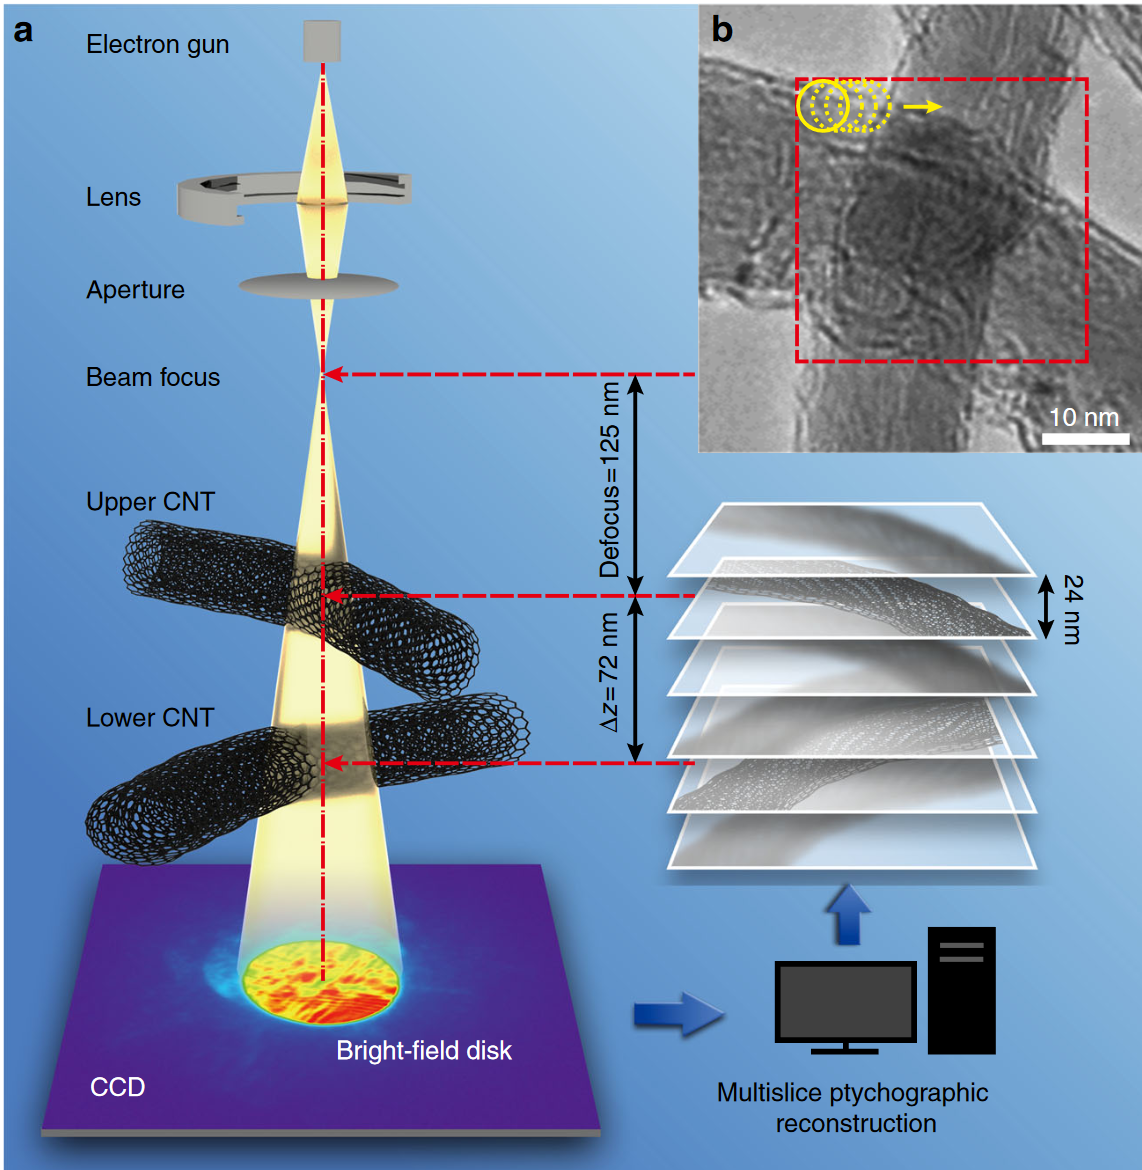 a
Electron gun
Lens
Aperture
Beam focus
Upper CNT
Lower CNT
Bright-field disk
CCD
Defocus=125 nm
Δz=72 nm
b
10 nm
24 nm
Multislice ptychographic
reconstruction